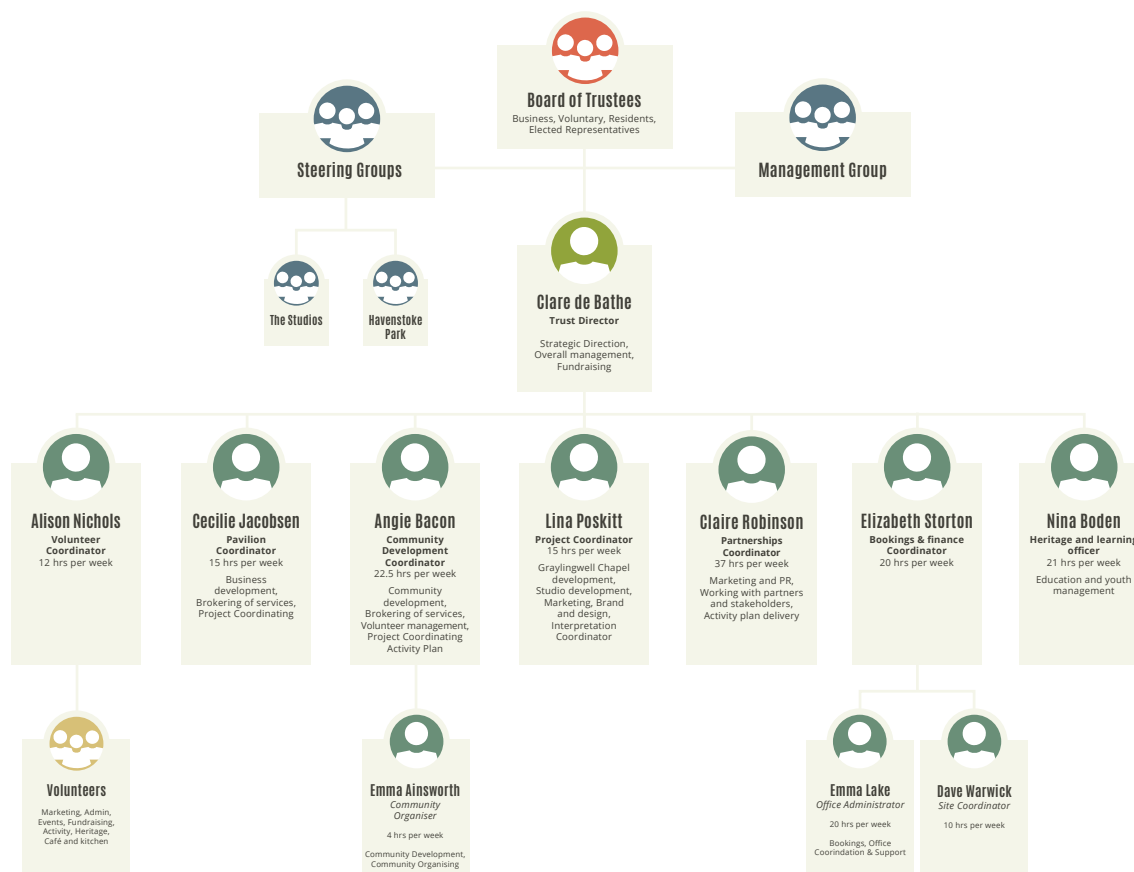 Board of Trustees
Business, Voluntary, Residents,
Elected Representatives
Steering Groups
Management Group
The Studios
Havenstoke
Park
Clare de Bathe
Trust Director
Strategic Direction,
Overall management,
Fundraising
Alison Nichols
Volunteer
Coordinator
12 hrs per week
Cecilie Jacobsen
Pavilion
Coordinator
15 hrs per week
Business
development,
Brokering of services,
Project Coordinating
Angie Bacon
Community
Development
Coordinator
22.5 hrs per week
Community
development,
Brokering of services,
Volunteer management,
Project Coordinating
Activity Plan
Lina Poskitt
Project Coordinator
15 hrs per week
Graylingwell Chapel
development,
Studio development,
Marketing, Brand
and design,
Interpretation
Coordinator
Claire Robinson
Partnerships
Coordinator
37 hrs per week
Marketing and PR,
Working with partners
and stakeholders,
Activity plan delivery
Elizabeth Storton
Bookings & finance
Coordinator
20 hrs per week
Nina Boden
Heritage and learning
officer
21 hrs per week
Education and youth
management
Volunteers
Marketing, Admin,
Events, Fundraising,
Activity, Heritage,
Café and kitchen
Emma Ainsworth
Community
Organiser
4 hrs per week
Community Development,
Community Organising
Emma Lake
Office Administrator
20 hrs per week
Bookings, Office
Coorindation & Support
Dave Warwick
Site Coordinator
10 hrs per week